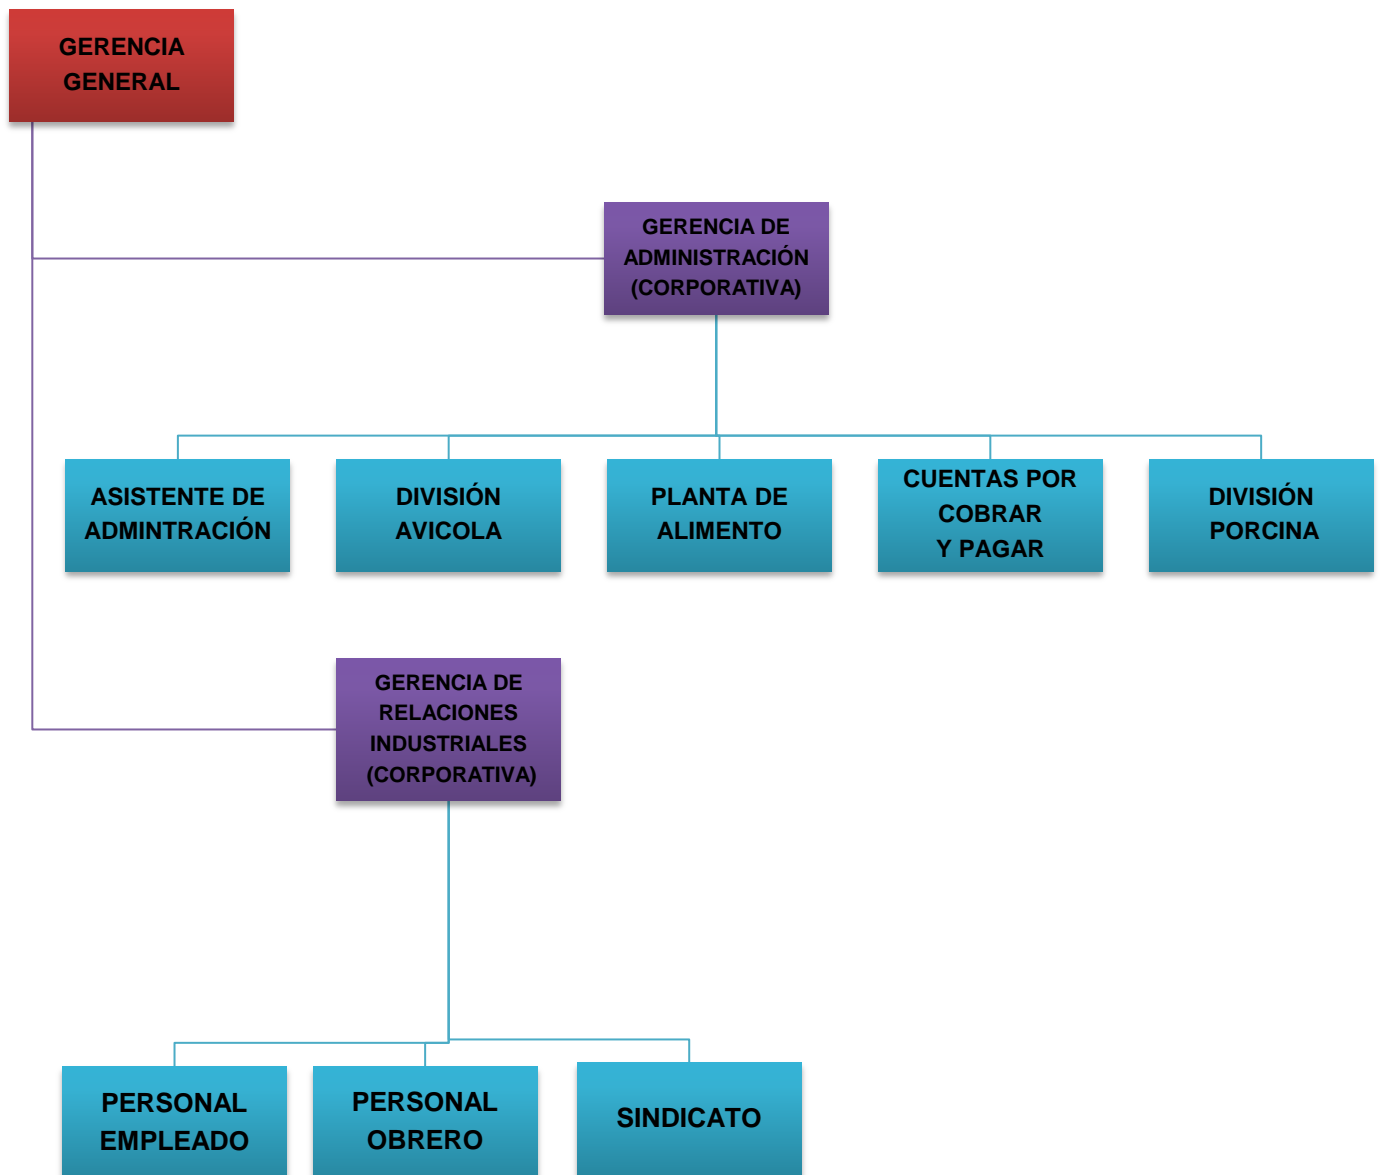 GERENCIA
GENERAL
GERENCIA DE
ADMINISTRACIÓN
(CORPORATIVA)
ASISTENTE DE
ADMINTRACIÓN
DIVISIÓN
AVICOLA
PLANTA DE
ALIMENTO
CUENTAS POR
COBRAR
Y PAGAR
DIVISIÓN
PORCINA
GERENCIA DE
RELACIONES
INDUSTRIALES
(CORPORATIVA)
PERSONAL
EMPLEADO
PERSONAL
OBRERO
SINDICATO